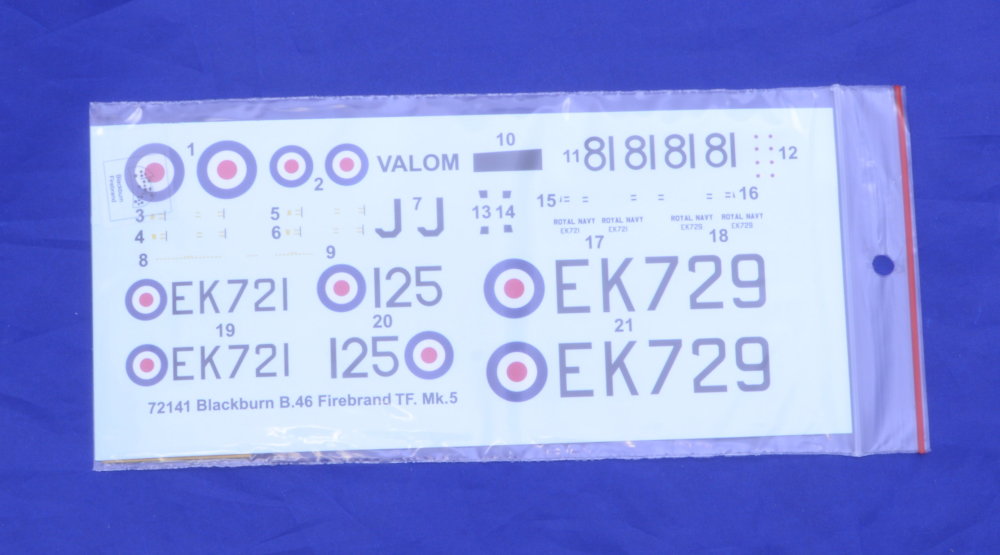 1
2
VALOM
10
11 81 81 81 81
12
Blackburn
Firebrand
3
4
5
6
7
J J
13 14
15
16
ROYAL NAVY
EK721
ROYAL NAVY
EK721
17
ROYAL NAVY
EK729
ROYAL NAVY
EK729
18
8
9
EK721
19
EK721
125
20
125
EK729
21
EK729
72141 Blackburn B.46 Firebrand TF. Mk.5